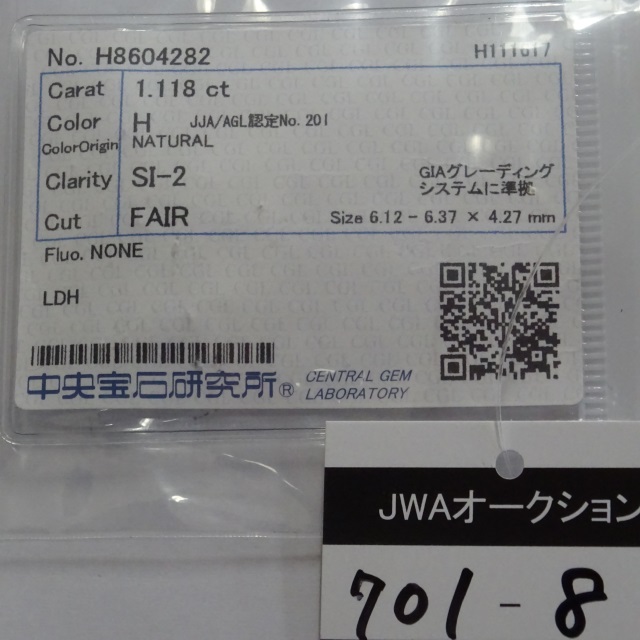 No. H8604282 H111617
Carat 1.118 ct
Color H JJA/AGL認定No. 201
ColorOrigin NATURAL
Clarity SI-2 GIAグレーディング
システムに準拠
Cut FAIR Size 6.12 - 6.37 × 4.27 mm
Fluo. NONE
LDH
中央宝石研究所® CENTRAL GEM
LABORATORY
JWAオークション
701-8